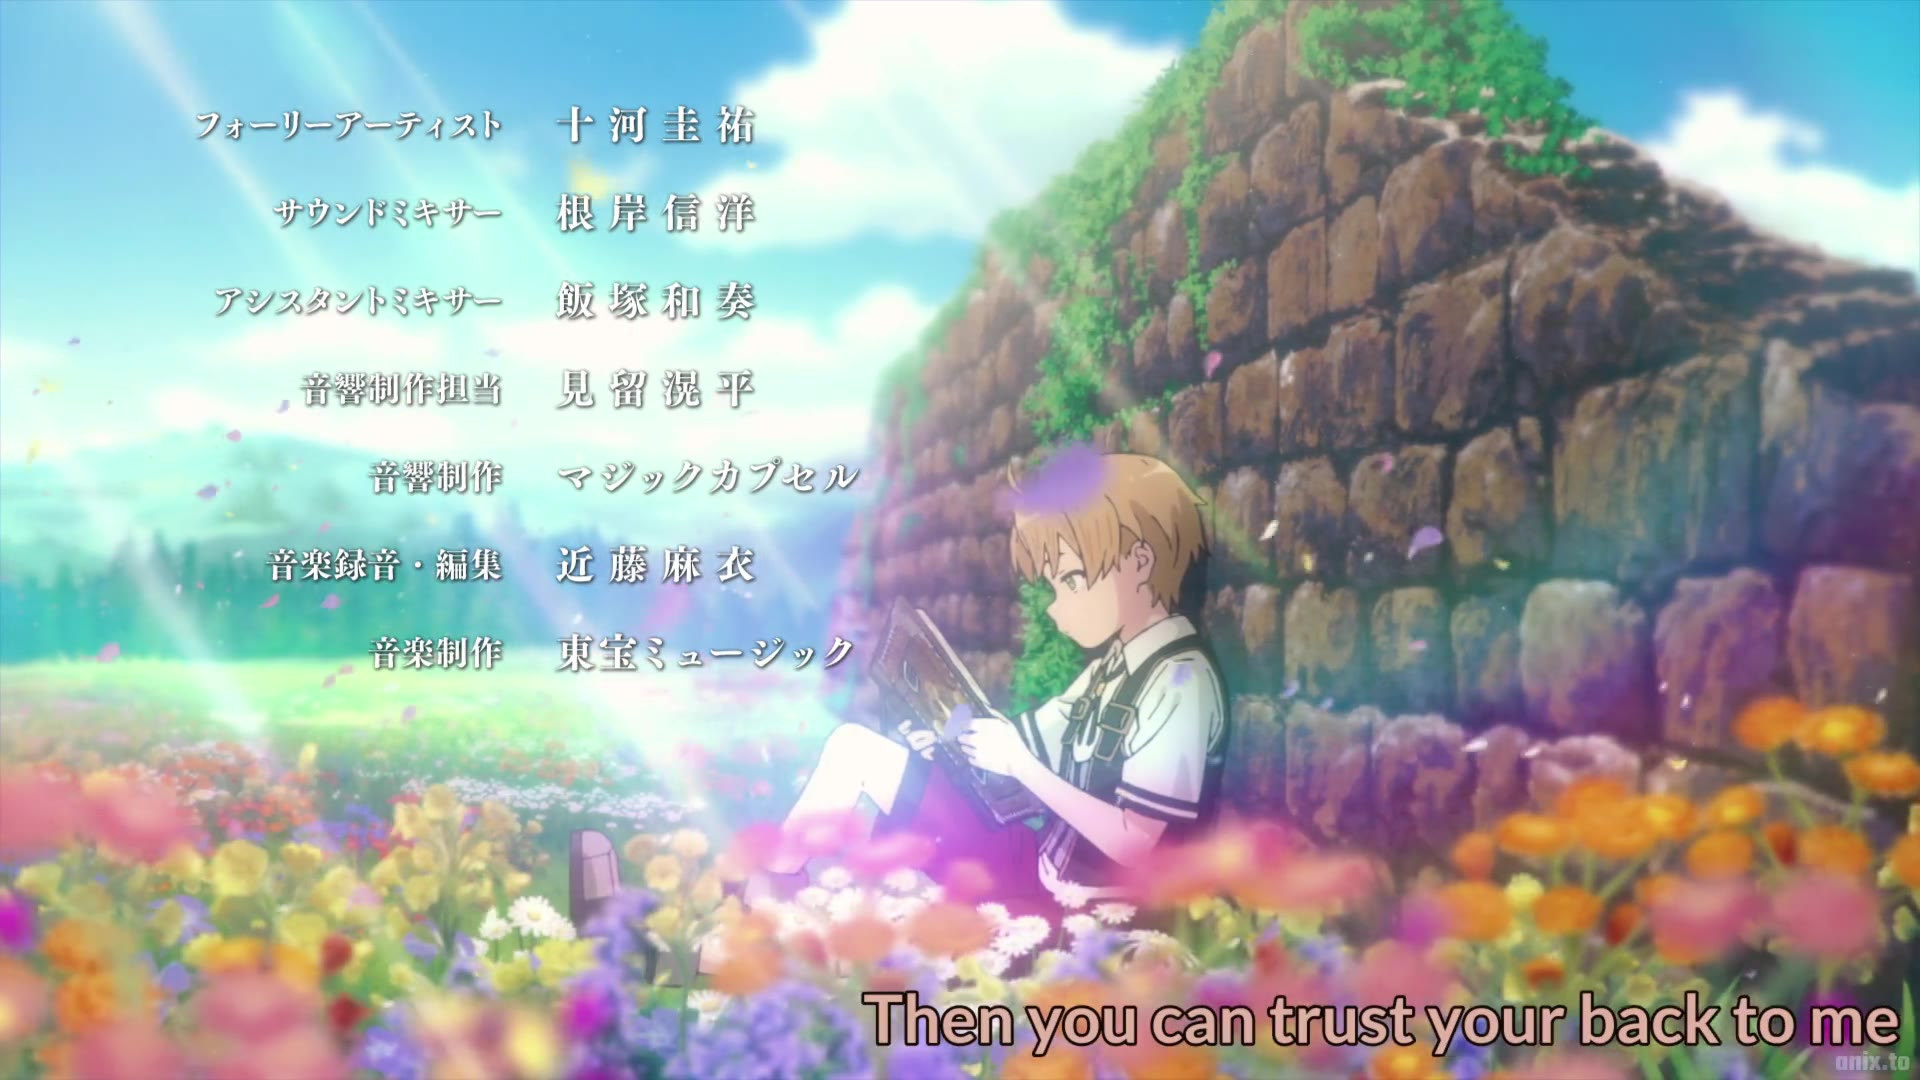 フォーリーアーティスト 十河圭祐
サウンドミキサー 根岸信洋
アシスタントミキサー 飯塚和奏
音響制作担当 見留滉平
音響制作 マジックカプセル
音楽録音・編集 近藤麻衣
音楽制作 東宝ミュージック
Then you can trust your back to me
anix.to